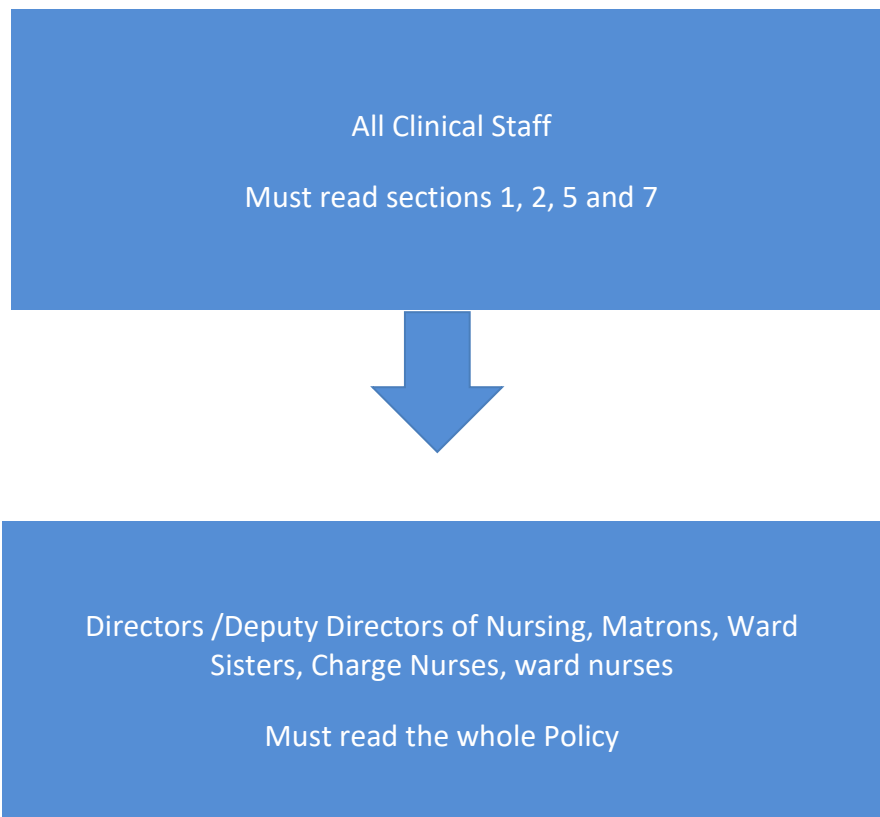 All Clinical Staff
Must read sections 1, 2, 5 and 7
Directors /Deputy Directors of Nursing, Matrons, Ward
Sisters, Charge Nurses, ward nurses
Must read the whole Policy